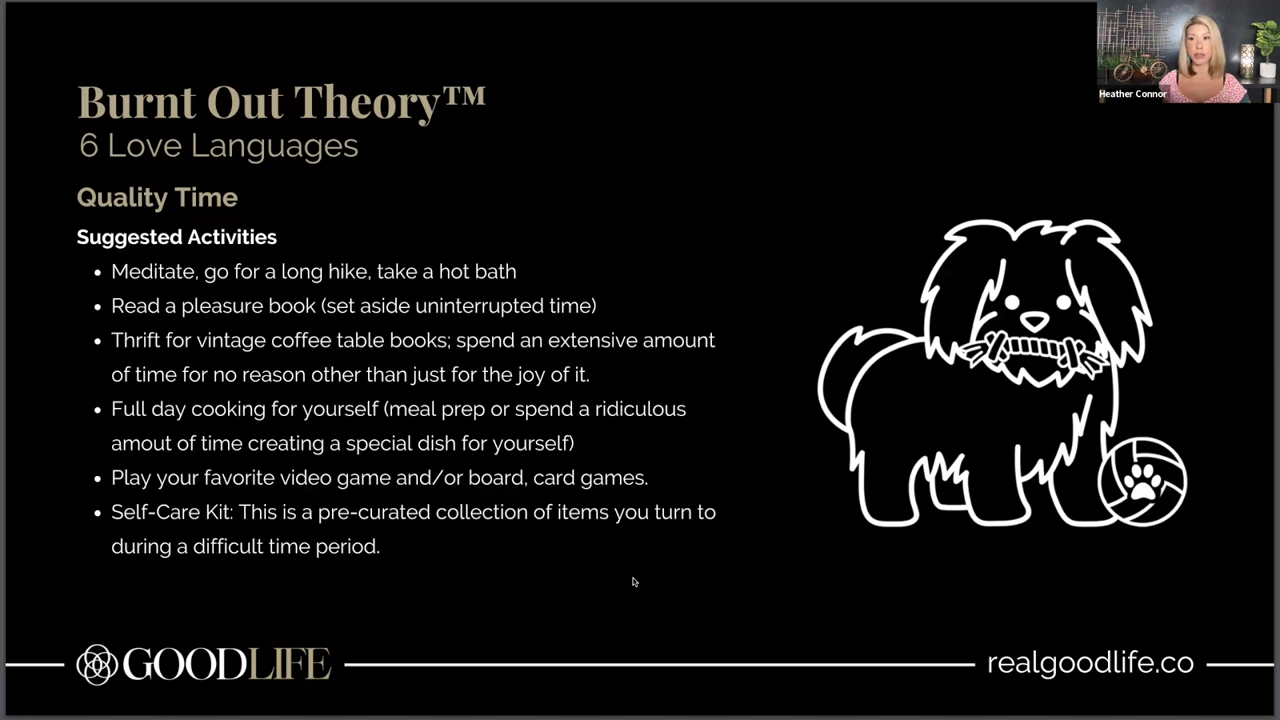 Heather Connor
Burnt Out Theory™
6 Love Languages
Quality Time
Suggested Activities
• Meditate, go for a long hike, take a hot bath
• Read a pleasure book (set aside uninterrupted time)
• Thrift for vintage coffee table books; spend an extensive amount
of time for no reason other than just for the joy of it.
• Full day cooking for yourself (meal prep or spend a ridiculous
amout of time creating a special dish for yourself)
• Play your favorite video game and/or board, card games.
• Self-Care Kit: This is a pre-curated collection of items you turn to
during a difficult time period.
GOODLIFE
realgoodlife.co